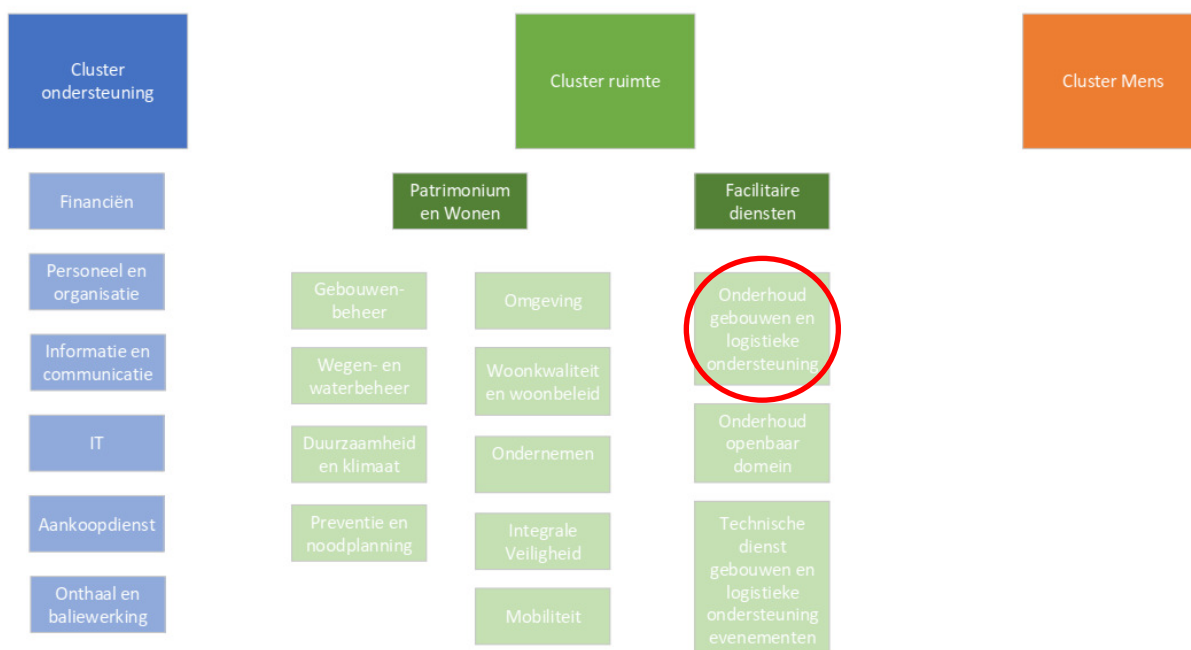 Cluster
ondersteuning
Cluster ruimte
Cluster Mens
Financiën
Personeel en
organisatie
Informatie en
communicatie
IT
Aankoopdienst
Onthaal en
baliewerking
Patrimonium
en Wonen
Gebouwen-
beheer
Wegen- en
waterbeheer
Duurzaamheid
en klimaat
Preventie en
noodplanning
Omgeving
Woonkwaliteit
en woonbeleid
Ondernemen
Integrale
Veiligheid
Mobiliteit
Facilitaire
diensten
Onderhoud
gebouwen en
logistieke
ondersteuning
Onderhoud
openbaar
domein
Technische
dienst
gebouwen en
logistieke
ondersteuning
evenementen